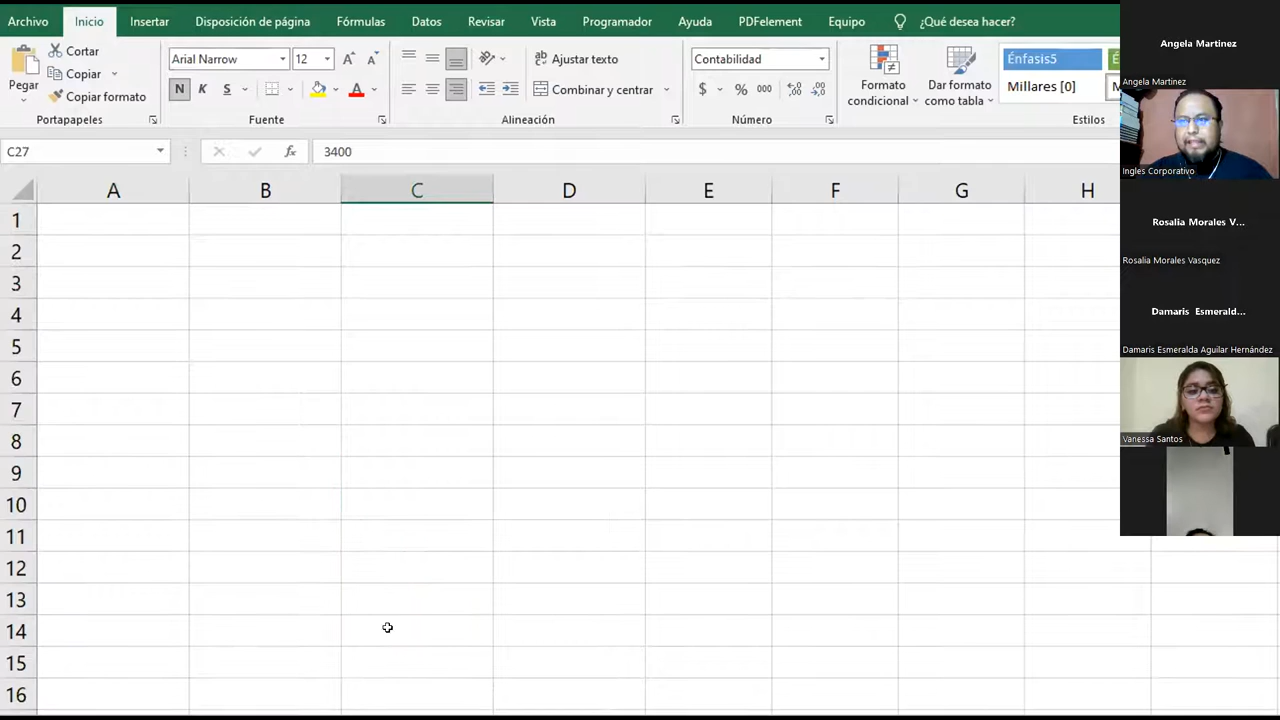 Archivo Inicio Insertar Disposición de página Fórmulas Datos Revisar Vista Programador Ayuda PDFelement Equipo ¿Qué desea hacer?
Pegar
Cortar
Copiar
Copiar formato
Portapapeles
Arial Narrow 12
N K S
Fuente
Ajustar texto
Combinar y centrar
Alineación
Contabilidad
$ % 000
Número
Formato
condicional
Dar formato
como tabla
Énfasis5
Millares [0]
Estilos
C27 fx 3400
A B C D E F G H
1
2
3
4
5
6
7
8
9
10
11
12
13
14
15
16
Angela Martinez
Angela Martinez
Ingles Corporativo
Rosalia Morales V...
Rosalia Morales Vasquez
Damaris Esmerald...
Damaris Esmeralda Aguilar Hernández
Vanessa Santos